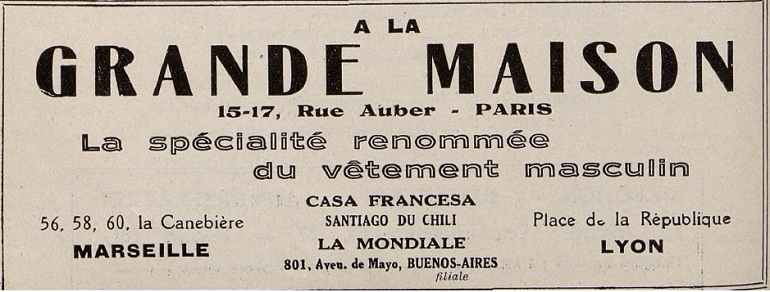 A LA
GRANDE MAISON
15-17, Rue Auber - PARIS
La spécialité renommée
du vêtement masculin
56, 58, 60, la Canebière
MARSEILLE
CASA FRANCESA
SANTIAGO DU CHILI
LA MONDIALE
801, Aven. de Mayo, BUENOS-AIRES
filiale
Place de la République
LYON